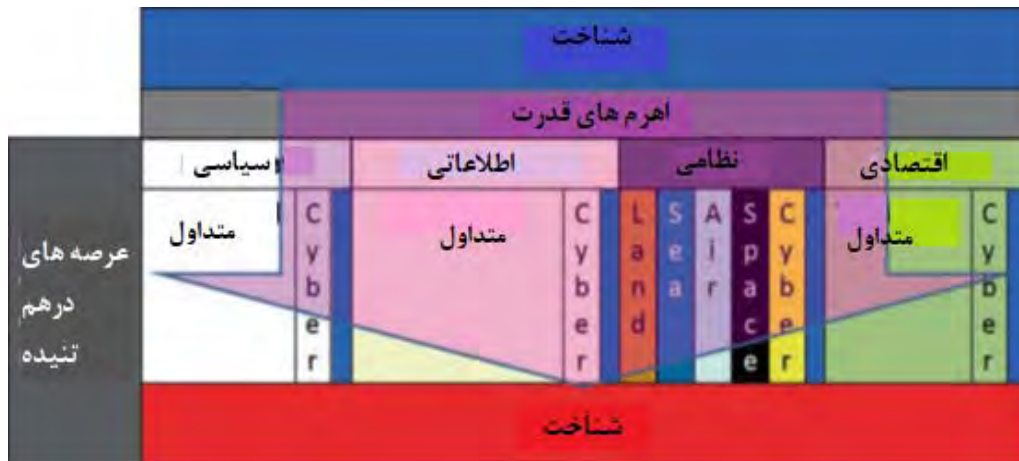 شناخت
اهرم های قدرت
سیاسی
اطلاعاتی
نظامی
اقتصادی
متداول
Cyber
متداول
Cyber
Land
Sea
Air
Space
Cyber
متداول
Cyber
عرصه های
درهم
تنیده
شناخت